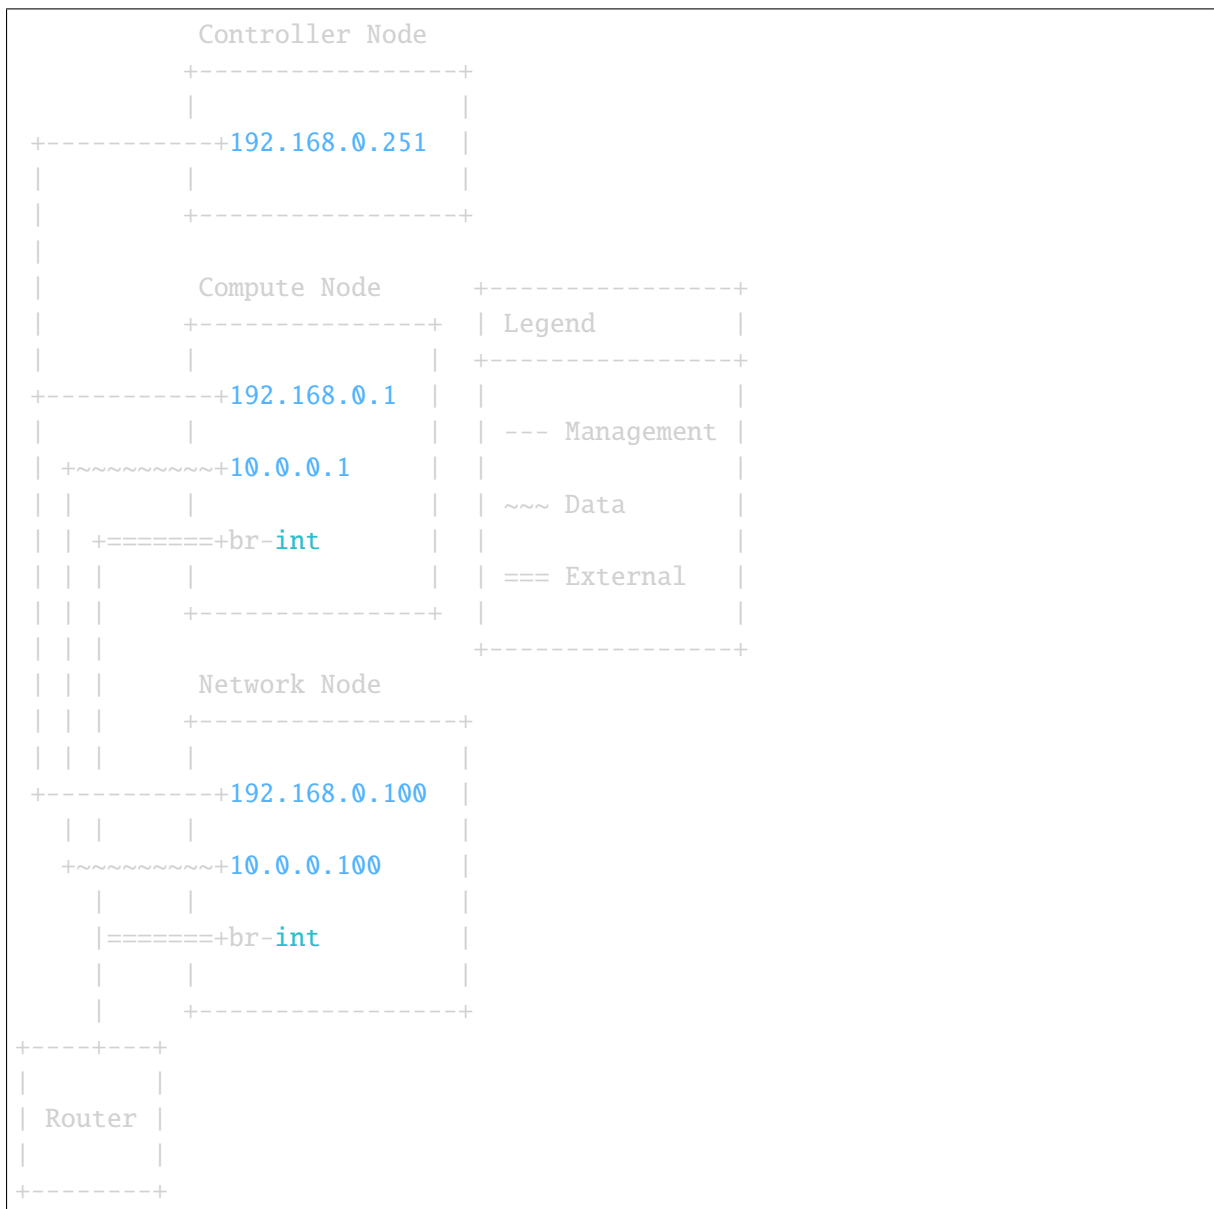 Controller Node
           +-----------------+
           |                 |
 +-----------+192.168.0.251  |
 |         |                 |
 |         +-----------------+
 |
 |          Compute Node      +----------------+
 |         +---------------+  | Legend         |
 |         |               |  +----------------+
 +-----------+192.168.0.1  |  |                |
 |         |               |  | --- Management |
 | +~~~~~~~~~+10.0.0.1     |  |                |
 | |       |               |  | ~~~ Data       |
 | | +=======+br-int       |  |                |
 | | |     |               |  | === External   |
 | | |     +---------------+  |                |
 | | |                        +----------------+
 | | |      Network Node
 | | |     +-----------------+
 | | |     |                 |
 +-----------+192.168.0.100  |
   | |     |                 |
   +~~~~~~~~~+10.0.0.100     |
     |     |                 |
     |=======+br-int         |
     |     |                 |
     |     +-----------------+
+----+---+
|        |
| Router |
|        |
+--------+